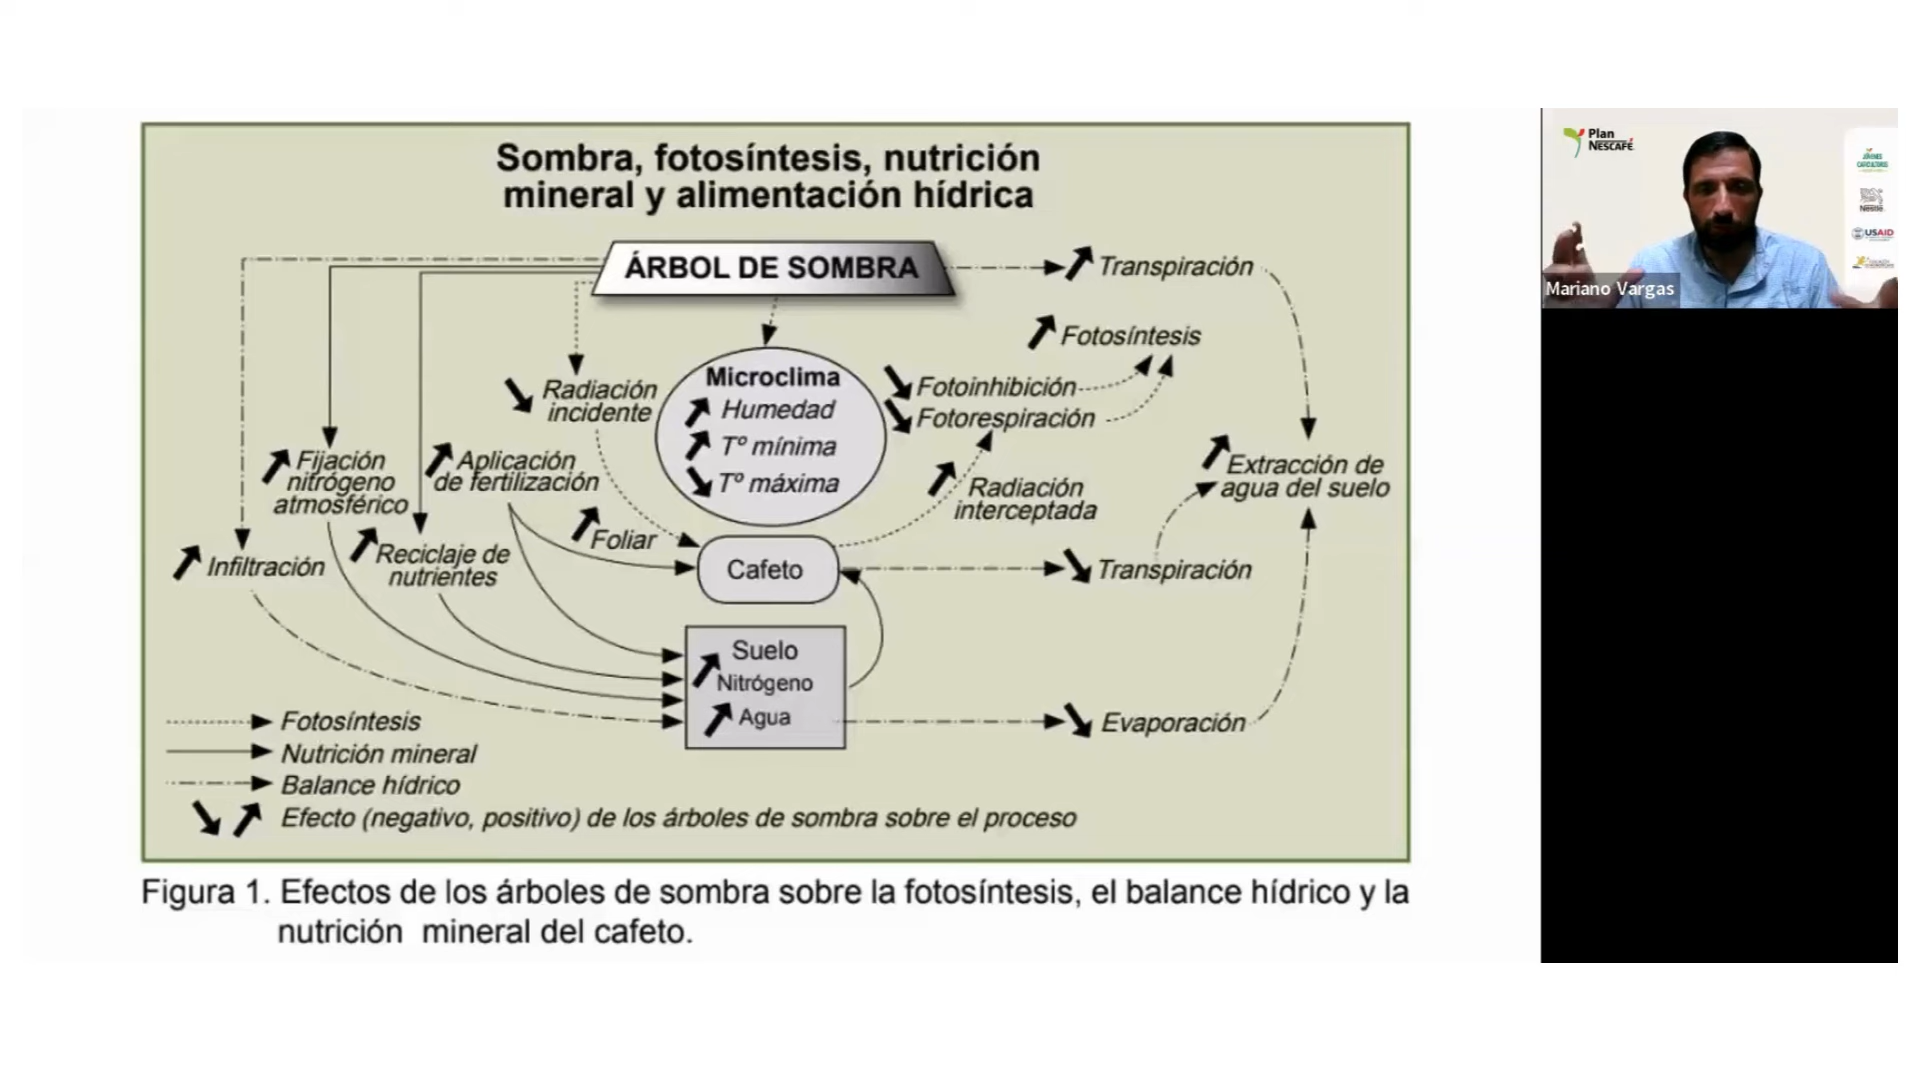 Sombra, fotosíntesis, nutrición
mineral y alimentación hídrica
ÁRBOL DE SOMBRA
Transpiración
Fotosíntesis
Radiación
incidente
Microclima
Humedad
Tº mínima
Tº máxima
Fotoinhibición
Fotorespiración
Fijación
nitrógeno
atmosférico
Aplicación
de fertilización
Radiación
interceptada
Extracción de
agua del suelo
Infiltración
Reciclaje de
nutrientes
Foliar
Cafeto
Transpiración
Suelo
Nitrógeno
Agua
Evaporación
Fotosíntesis
Nutrición mineral
Balance hídrico
Efecto (negativo, positivo) de los árboles de sombra sobre el proceso
Figura 1. Efectos de los árboles de sombra sobre la fotosíntesis, el balance hídrico y la
nutrición mineral del cafeto.
Plan
NESCAFÉ
Nestlé
USAID
Mariano Vargas